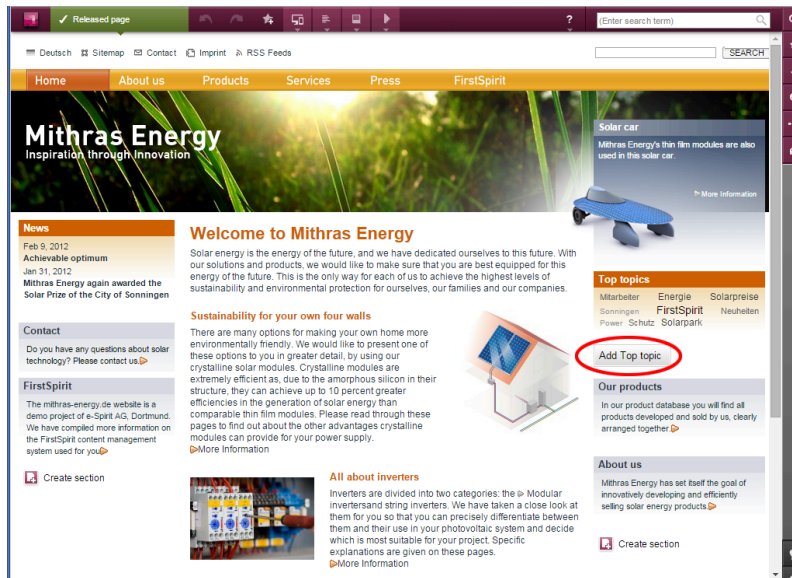 Released page
?
(Enter search term)
Deutsch Sitemap Contact Imprint RSS Feeds
SEARCH
Home About us Products Services Press FirstSpirit
Mithras Energy
Inspiration through Innovation
Solar car
Mithras Energy's thin film modules are also
used in this solar car.
More Information
News
Feb 9, 2012
Achievable optimum
Jan 31, 2012
Mithras Energy again awarded the
Solar Prize of the City of Sonningen
Contact
Do you have any questions about solar
technology? Please contact us.
FirstSpirit
The mithras-energy.de website is a
demo project of e-Spirit AG, Dortmund.
We have compiled more information on
the FirstSpirit content management
system used for you
Create section
Welcome to Mithras Energy
Solar energy is the energy of the future, and we have dedicated ourselves to this future. With
our solutions and products, we would like to make sure that you are best equipped for this
energy of the future. This is the only way for each of us to achieve the highest levels of
sustainability and environmental protection for ourselves, our families and our companies.
Sustainability for your own four
walls
There are many options for making your own home more
environmentally friendly. We would like to present one of
these options to you in greater detail, by using our
crystalline solar modules. Crystalline modules are
extremely efficient as, due to the amorphous silicon in their
structure, they can achieve up to 10 percent greater
efficiencies in the generation of solar energy than
comparable thin film modules. Please read through these
pages to find out about the other advantages crystalline
modules can provide for your power supply.
More Information
All about inverters
Inverters are divided into two categories: the Modular
invertersand string inverters. We have taken a close look at
them for you so that you can precisely differentiate between
them and their use in your photovoltaic system and decide
which is most suitable for your project. Specific
explanations are given on these pages.
More Information
Top topics
Mitarbeiter Energie Solarpreise
Sonningen FirstSpirit Neuheiten
Power Schutz Solarpark
Add Top topic
Our products
In our product database you will find all
products developed and sold by us, clearly
arranged together.
About us
Mithras Energy has set itself the goal of
innovatively developing and efficiently
selling solar energy products.
Create section